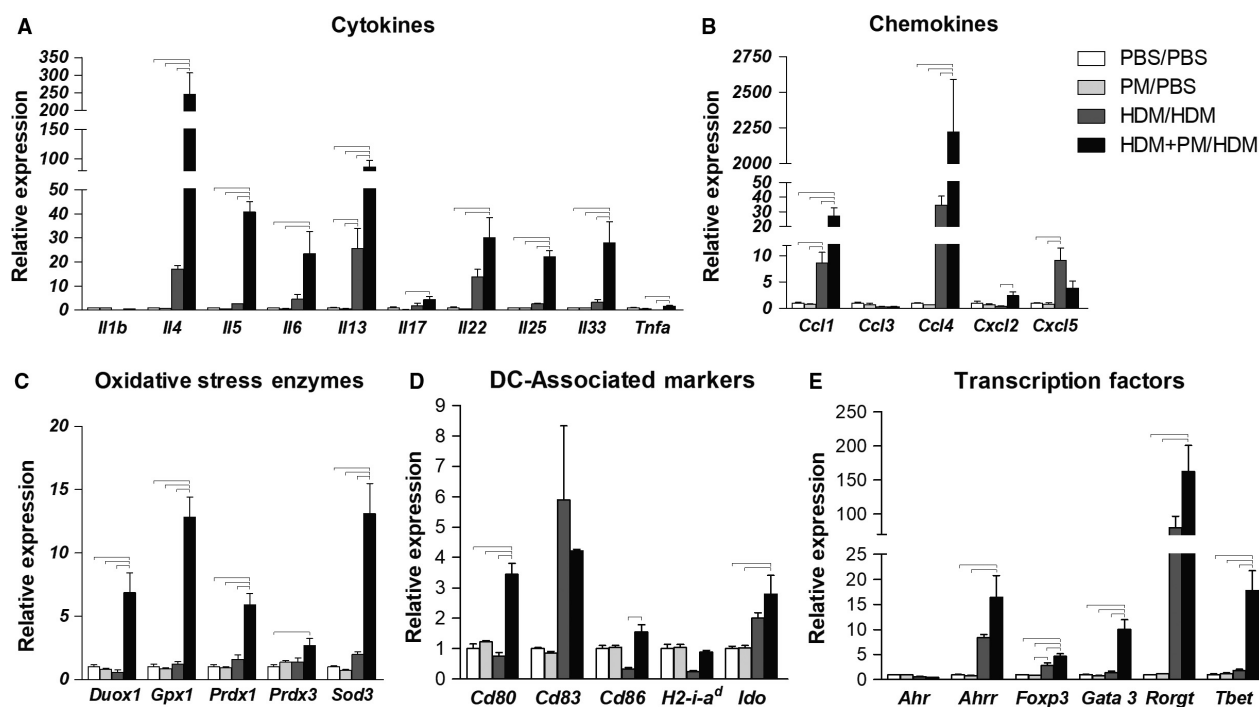 A
Cytokines
Relative expression
350
300
250
200
150
100
50
40
30
20
10
0
Il1b Il4 Il5 Il6 Il13 Il17 Il22 Il25 Il33 Tnfa
B
Chemokines
Relative expression
2750
2500
2250
2000
50
40
30
20
10
5
0
Ccl1 Ccl3 Ccl4 Cxcl2 Cxcl5
PBS/PBS
PM/PBS
HDM/HDM
HDM+PM/HDM
C
Oxidative stress enzymes
Relative expression
20
15
10
5
0
Duox1 Gpx1 Prdx1 Prdx3 Sod3
D
DC-Associated markers
Relative expression
9
8
7
6
5
4
3
2
1
0
Cd80 Cd83 Cd86 H2-i-aᵈ Ido
E
Transcription factors
Relative expression
250
200
150
100
25
20
15
10
5
0
Ahr Ahrr Foxp3 Gata 3 Rorgt Tbet